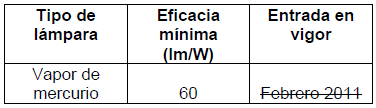 Tipo de lámpara
Eficacia mínima (lm/W)
Entrada en vigor
Vapor de mercurio
60
Febrero 2011